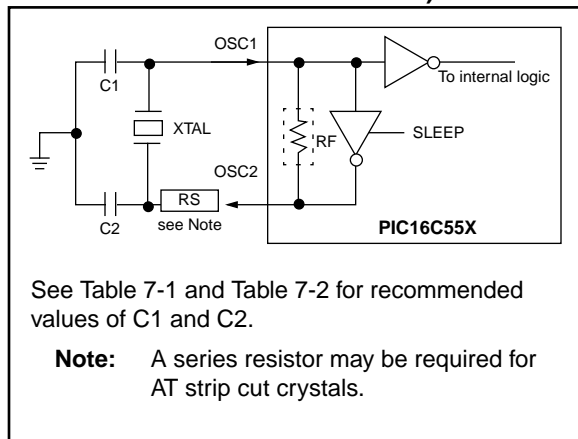 OSC1
C1
To internal logic
XTAL
RF
SLEEP
OSC2
RS
C2
see Note
PIC16C55X
See Table 7-1 and Table 7-2 for recommended
values of C1 and C2.
Note: A series resistor may be required for
AT strip cut crystals.